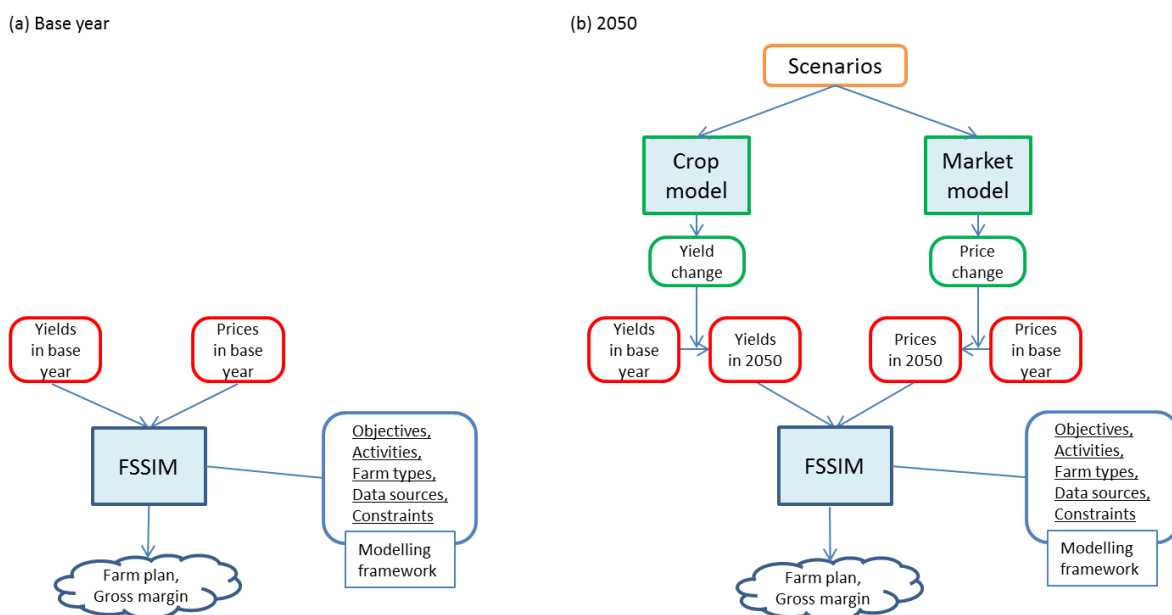 (a) Base year
Yields
in base
year
Prices
in base
year
FSSIM
Objectives,
Activities,
Farm types,
Data sources,
Constraints
Modelling
framework
Farm plan,
Gross margin
(b) 2050
Scenarios
Crop
model
Market
model
Yield
change
Price
change
Yields
in base
year
Yields
in 2050
Prices
in 2050
Prices
in base
year
FSSIM
Objectives,
Activities,
Farm types,
Data sources,
Constraints
Modelling
framework
Farm plan,
Gross margin